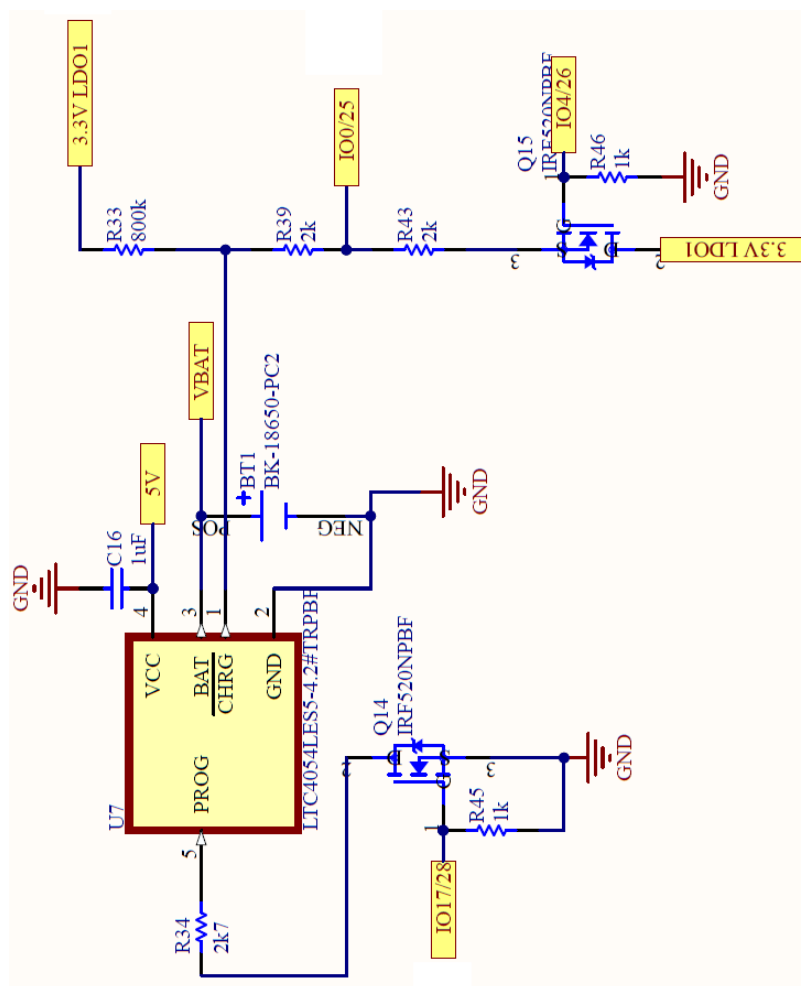 3.3V LDO1
R33
800k
IO0/25
R39
2k
R43
2k
Q15
IRF520NPBF
IO4/26
1
R46
1k
GND
G
S
D
3
2
3.3V LDO1
VBAT
BT1
BK-18650-PC2
+
POS
NEG
GND
5V
C16
1uF
GND
4
3
1
2
VCC
BAT
CHRG
GND
PROG
U7
LTC4054LES5-4.2#TRPBF
5
R34
2k7
Q14
IRF520NPBF
2
D
S
G
3
1
R45
1k
GND
IO17/28